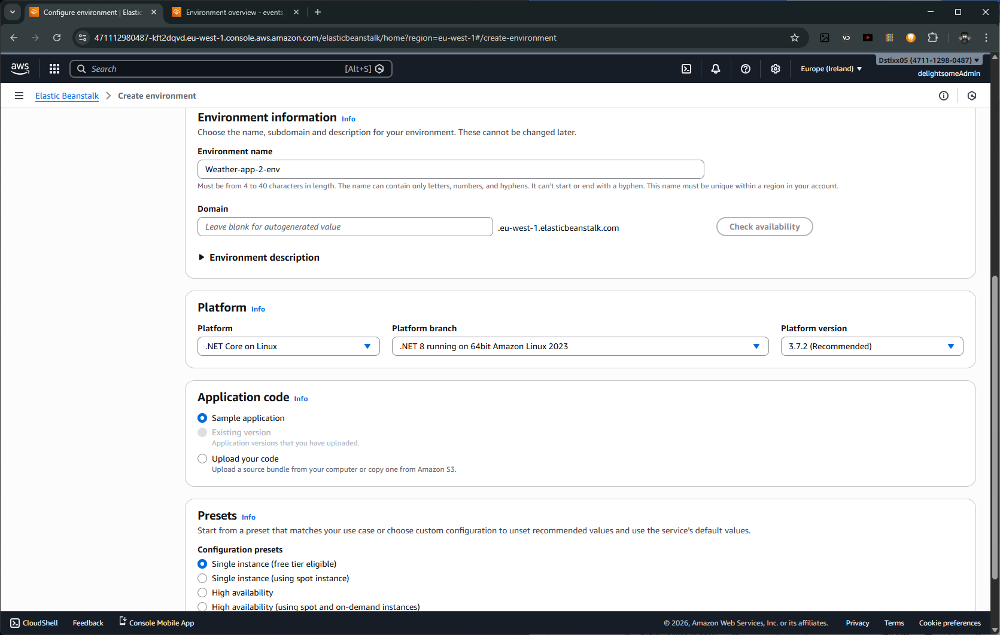 Configure environment | Elastic
Environment overview - events
471112980487-kft2dqvd.eu-west-1.console.aws.amazon.com/elasticbeanstalk/home?region=eu-west-1#/create-environment
aws
Search
[Alt+S]
Europe (Ireland)
Dstixx05 (4711-1298-0487)
delightsomeAdmin
Elastic Beanstalk
Create environment
Environment information Info
Choose the name, subdomain and description for your environment. These cannot be changed later.
Environment name
Weather-app-2-env
Must be from 4 to 40 characters in length. The name can contain only letters, numbers, and hyphens. It can't start or end with a hyphen. This name must be unique within a region in your account.
Domain
Leave blank for autogenerated value
.eu-west-1.elasticbeanstalk.com
Check availability
Environment description
Platform Info
Platform
Platform branch
Platform version
.NET Core on Linux
.NET 8 running on 64bit Amazon Linux 2023
3.7.2 (Recommended)
Application code Info
Sample application
Existing version
Application versions that you have uploaded.
Upload your code
Upload a source bundle from your computer or copy one from Amazon S3.
Presets Info
Start from a preset that matches your use case or choose custom configuration to unset recommended values and use the service's default values.
Configuration presets
Single instance (free tier eligible)
Single instance (using spot instance)
High availability
High availability (using spot and on-demand instances)
CloudShell
Feedback
Console Mobile App
© 2026, Amazon Web Services, Inc. or its affiliates.
Privacy
Terms
Cookie preferences